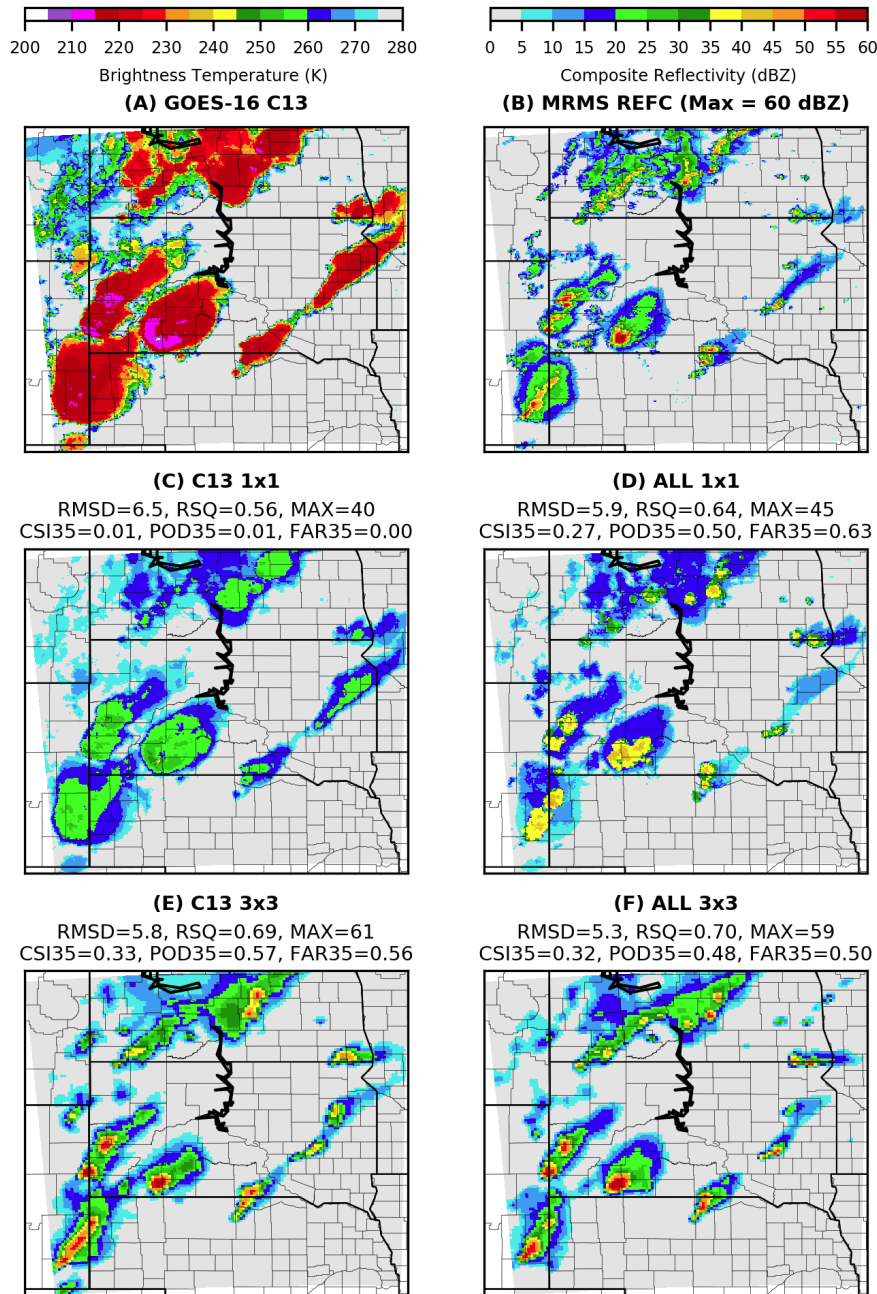 200 210 220 230 240 250 260 270 280
Brightness Temperature (K)
0 5 10 15 20 25 30 35 40 45 50 55 60
Composite Reflectivity (dBZ)
(A) GOES-16 C13
(B) MRMS REFC (Max = 60 dBZ)
(C) C13 1x1
RMSD=6.5, RSQ=0.56, MAX=40
CSI35=0.01, POD35=0.01, FAR35=0.00
(D) ALL 1x1
RMSD=5.9, RSQ=0.64, MAX=45
CSI35=0.27, POD35=0.50, FAR35=0.63
(E) C13 3x3
RMSD=5.8, RSQ=0.69, MAX=61
CSI35=0.33, POD35=0.57, FAR35=0.56
(F) ALL 3x3
RMSD=5.3, RSQ=0.70, MAX=59
CSI35=0.32, POD35=0.48, FAR35=0.50